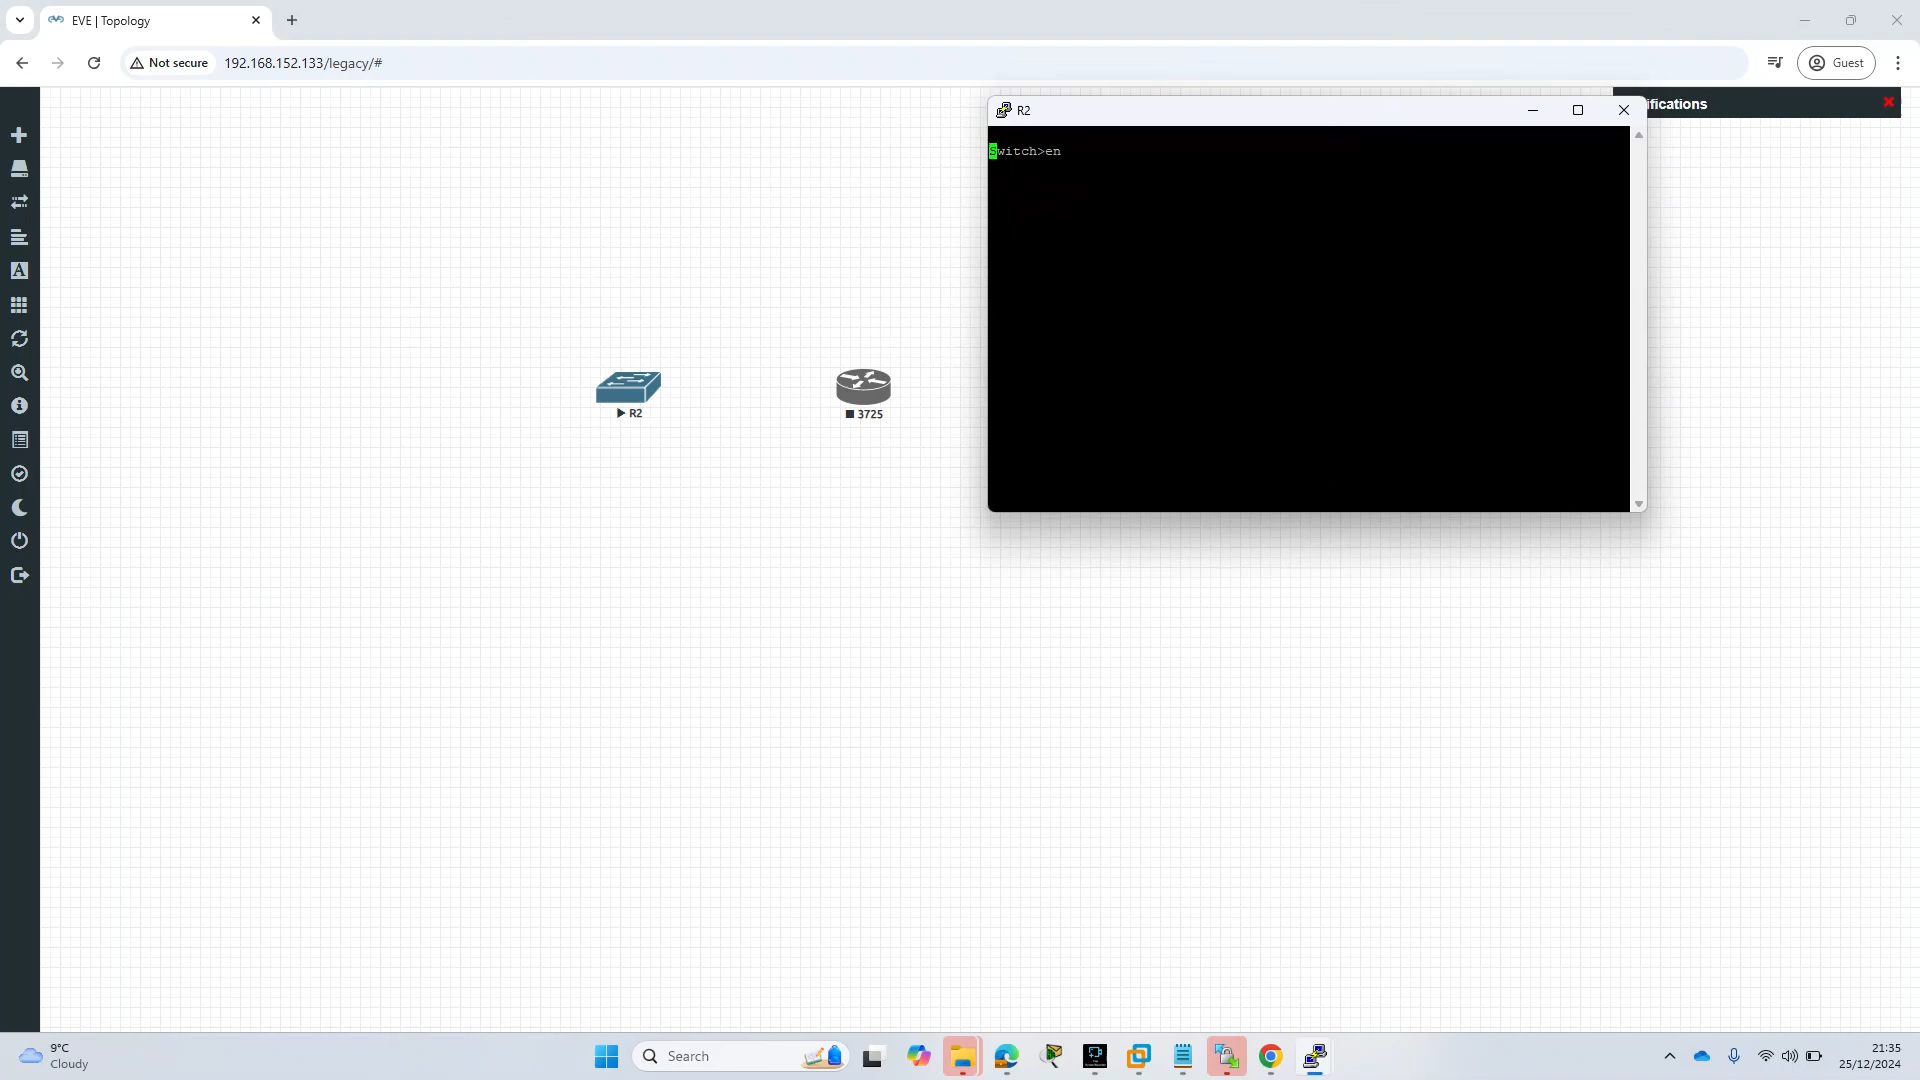 EVE | Topology
Not secure
192.168.152.133/legacy/#
Guest
R2
ifications
Switch>en
R2
3725
9°C
Cloudy
Search
21:35
25/12/2024